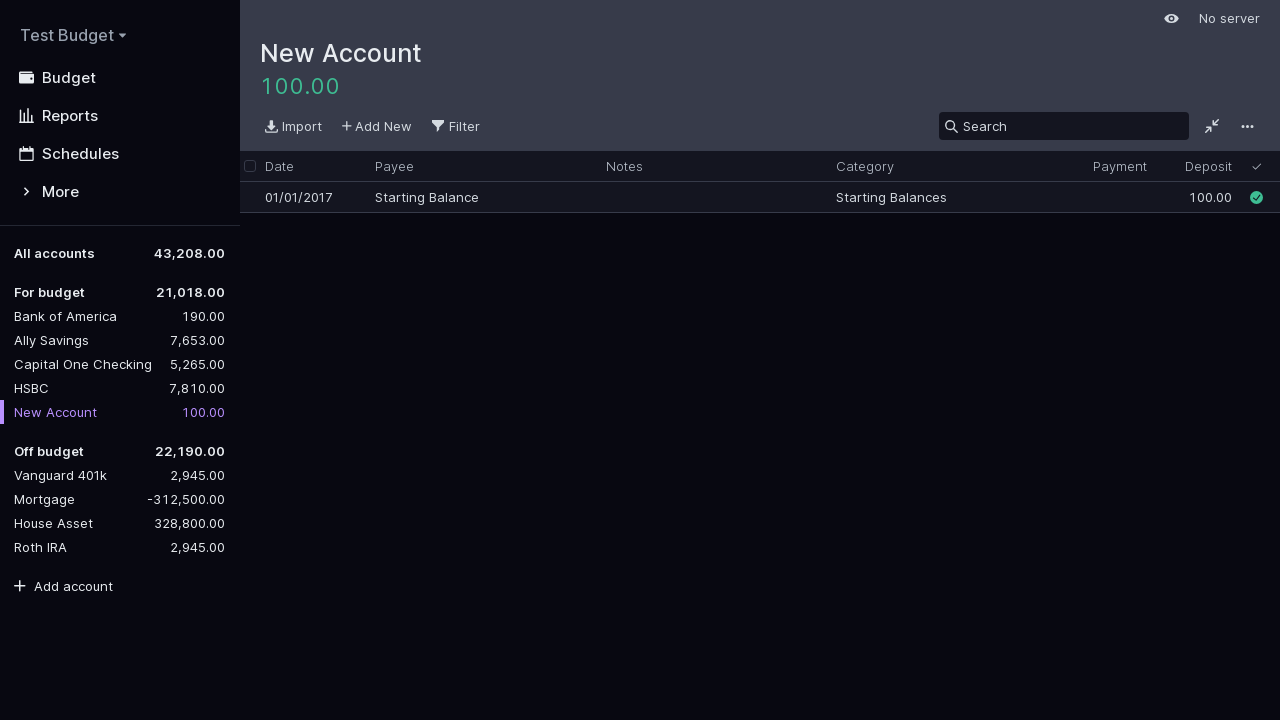 Test Budget
Budget
Reports
Schedules
More
All accounts 43,208.00
For budget 21,018.00
Bank of America 190.00
Ally Savings 7,653.00
Capital One Checking 5,265.00
HSBC 7,810.00
New Account 100.00
Off budget 22,190.00
Vanguard 401k 2,945.00
Mortgage -312,500.00
House Asset 328,800.00
Roth IRA 2,945.00
Add account
No server
New Account
100.00
Import Add New Filter Search
Date Payee Notes Category Payment Deposit
01/01/2017 Starting Balance Starting Balances 100.00